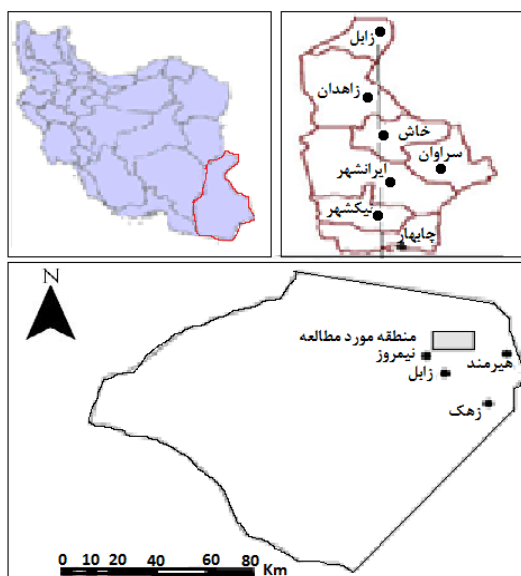 زابل
زاهدان
خاش
سراوان
ایرانشهر
نیکشهر
چابهار
N
منطقه مورد مطالعه
نیمروز
هیرمند
زابل
زهک
0 10 20 40 60 80 Km